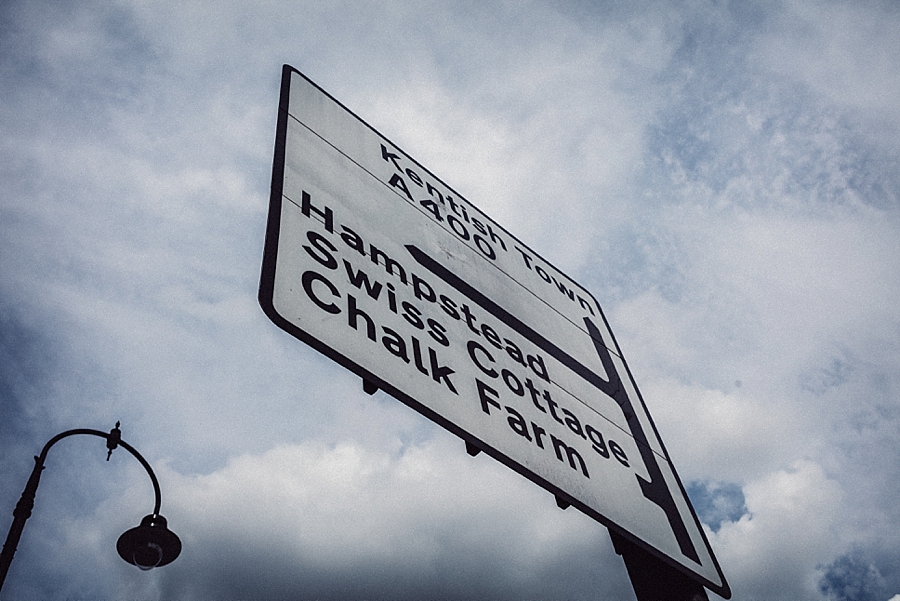 Kentish Town
A400
Hampstead
Swiss Cottage
Chalk Farm